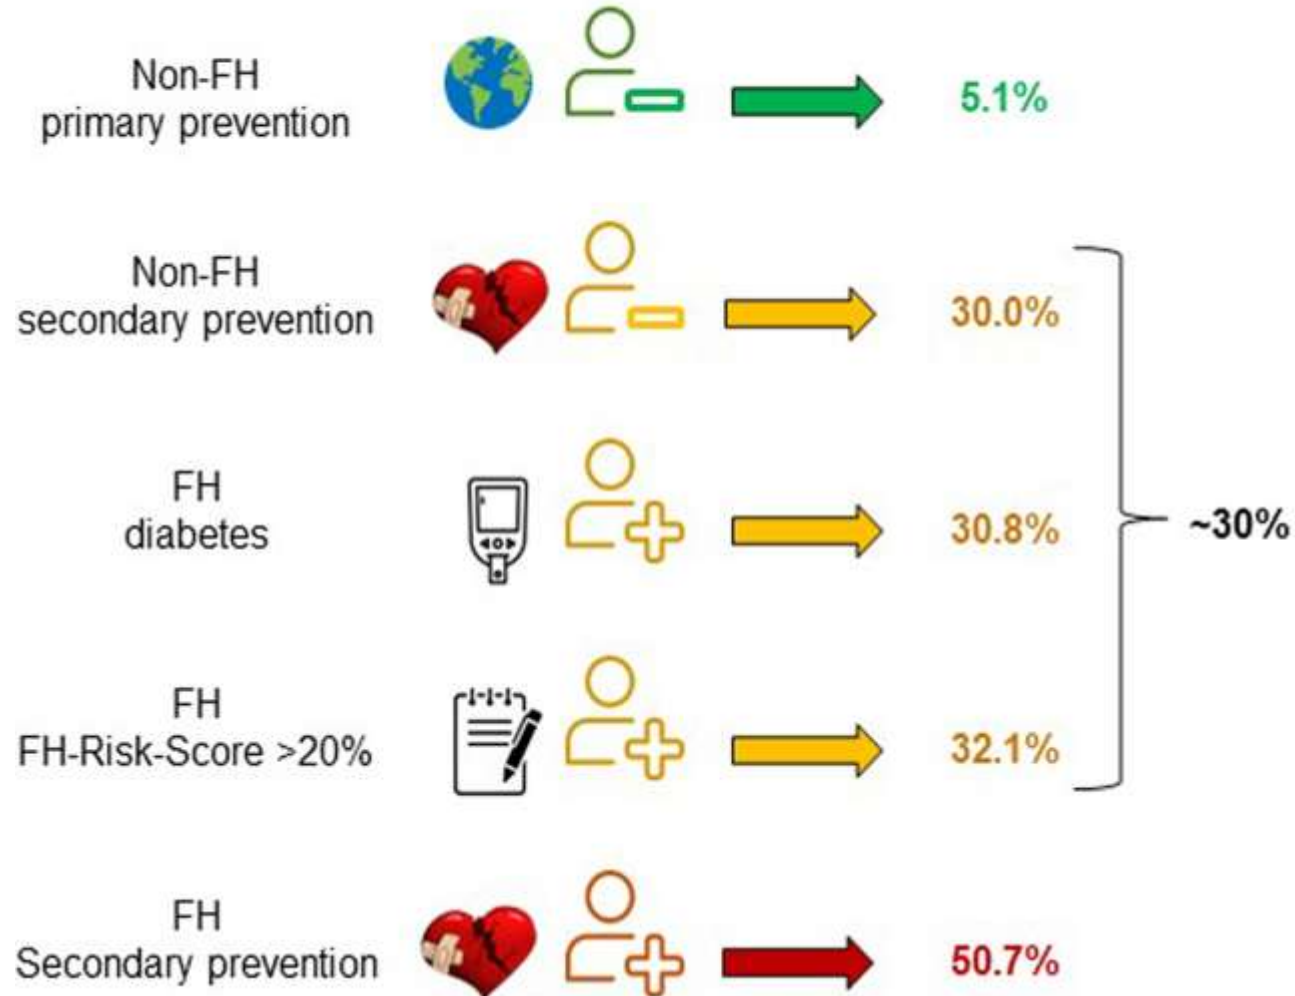 Non-FH
primary prevention
5.1%
Non-FH
secondary prevention
30.0%
FH
diabetes
30.8%
~30%
FH
FH-Risk-Score >20%
32.1%
FH
Secondary prevention
50.7%